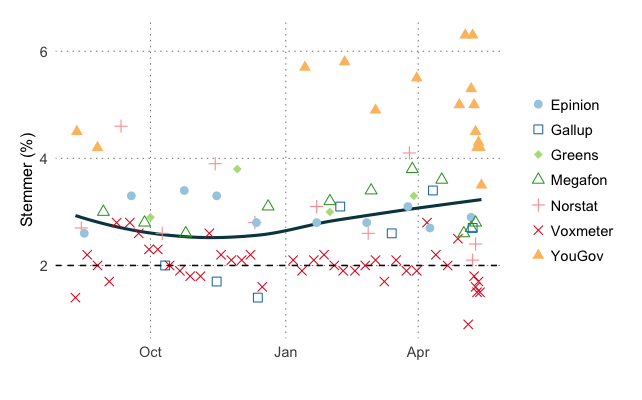 Stemmer (%)
6
4
2
Oct
Jan
Apr
Epinion
Gallup
Greens
Megafon
Norstat
Voxmeter
YouGov